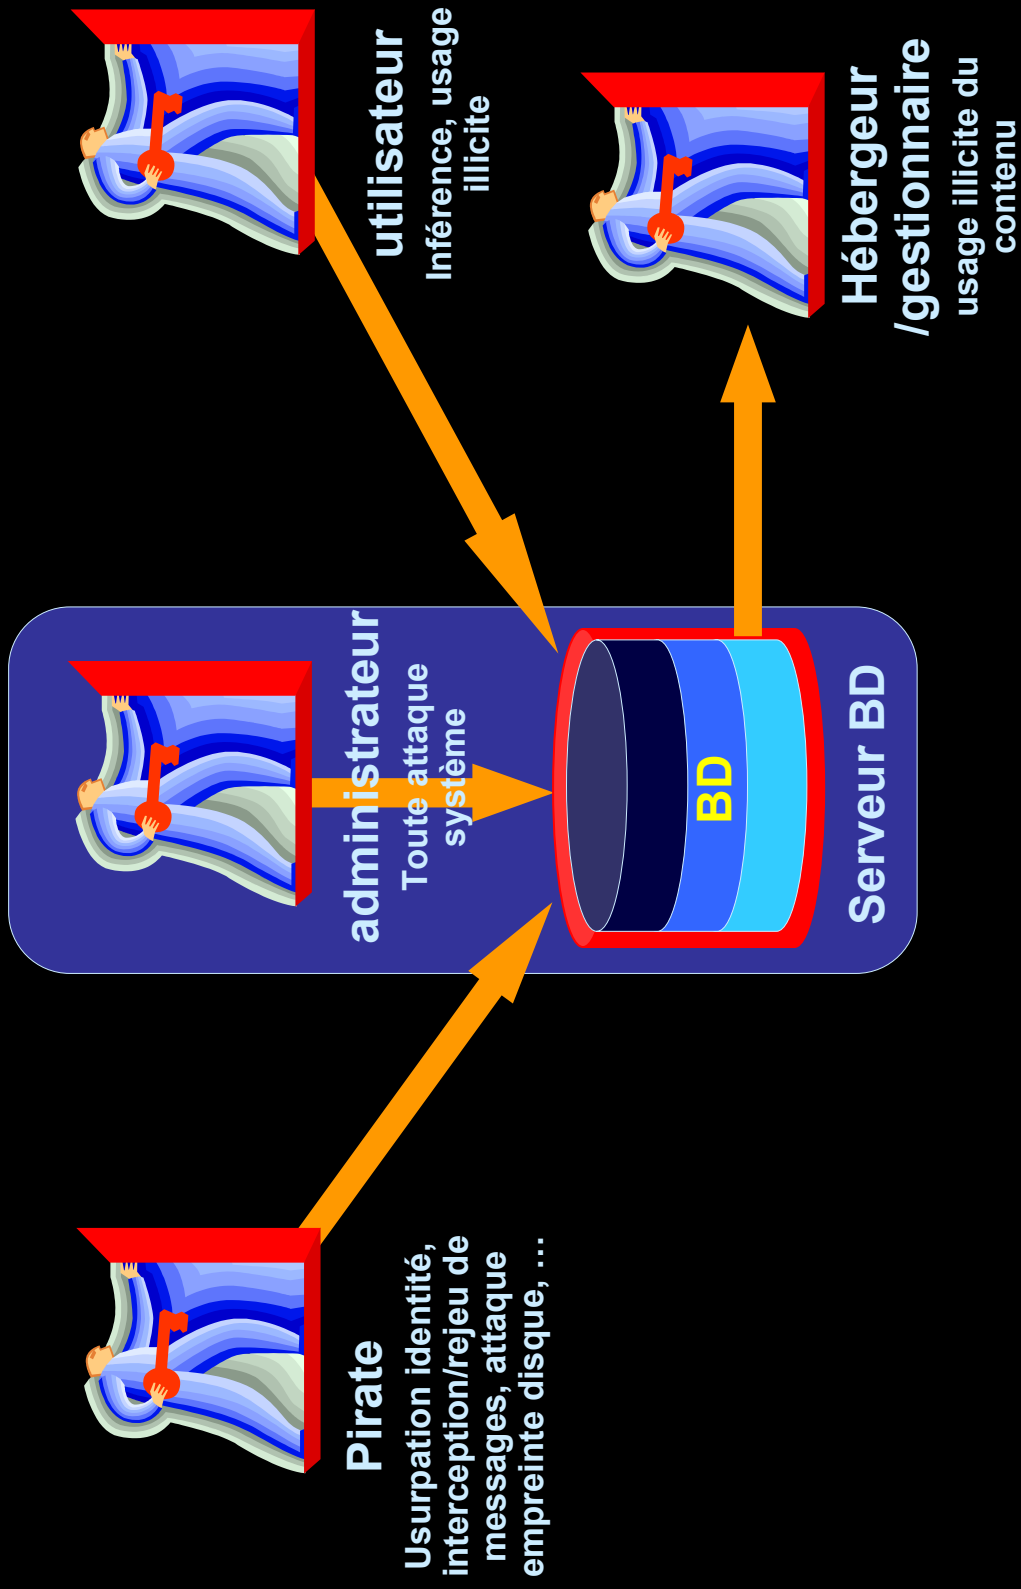 Pirate
Usurpation identité,
interception/rejeu de
messages, attaque
empreinte disque, …
administrateur
Toute attaque
système
utilisateur
Inférence, usage
illicite
BD
Serveur BD
Hébergeur
/gestionnaire
usage illicite du
contenu